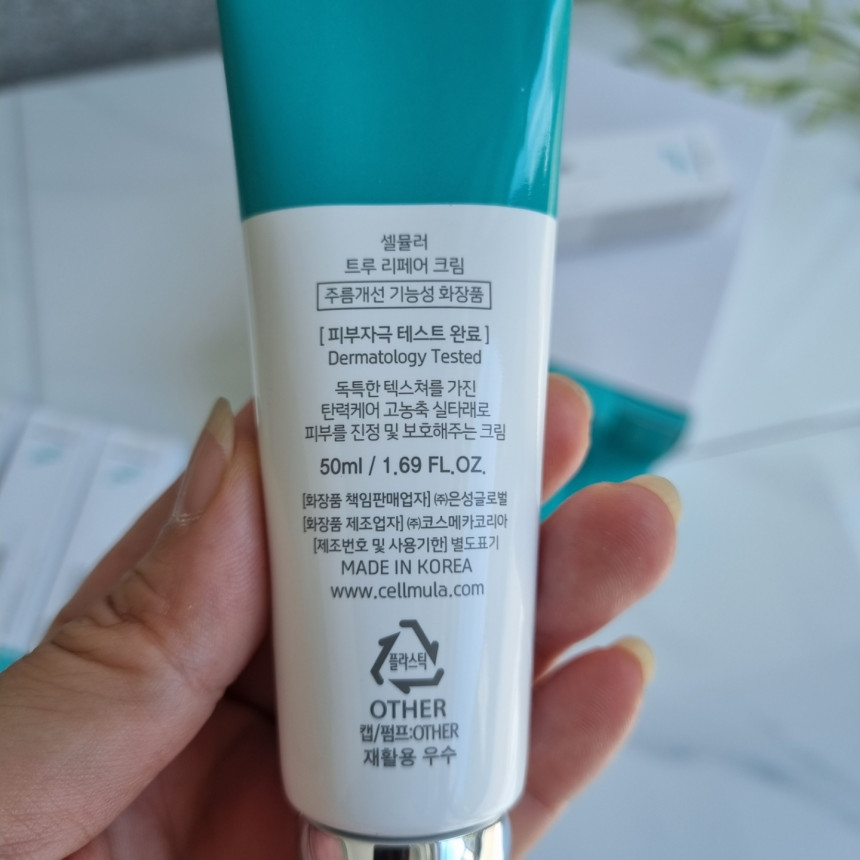 셀뮬러
트루 리페어 크림
주름개선 기능성 화장품
[ 피부자극 테스트 완료 ]
Dermatology Tested
독특한 텍스쳐를 가진
탄력케어 고농축 실타래로
피부를 진정 및 보호해주는 크림
50ml / 1.69 FL.OZ.
[화장품 책임판매업자] ㈜은성글로벌
[화장품 제조업자] ㈜코스메카코리아
[제조번호 및 사용기한] 별도표기
MADE IN KOREA
www.cellmula.com
플라스틱
OTHER
캡/펌프:OTHER
재활용 우수